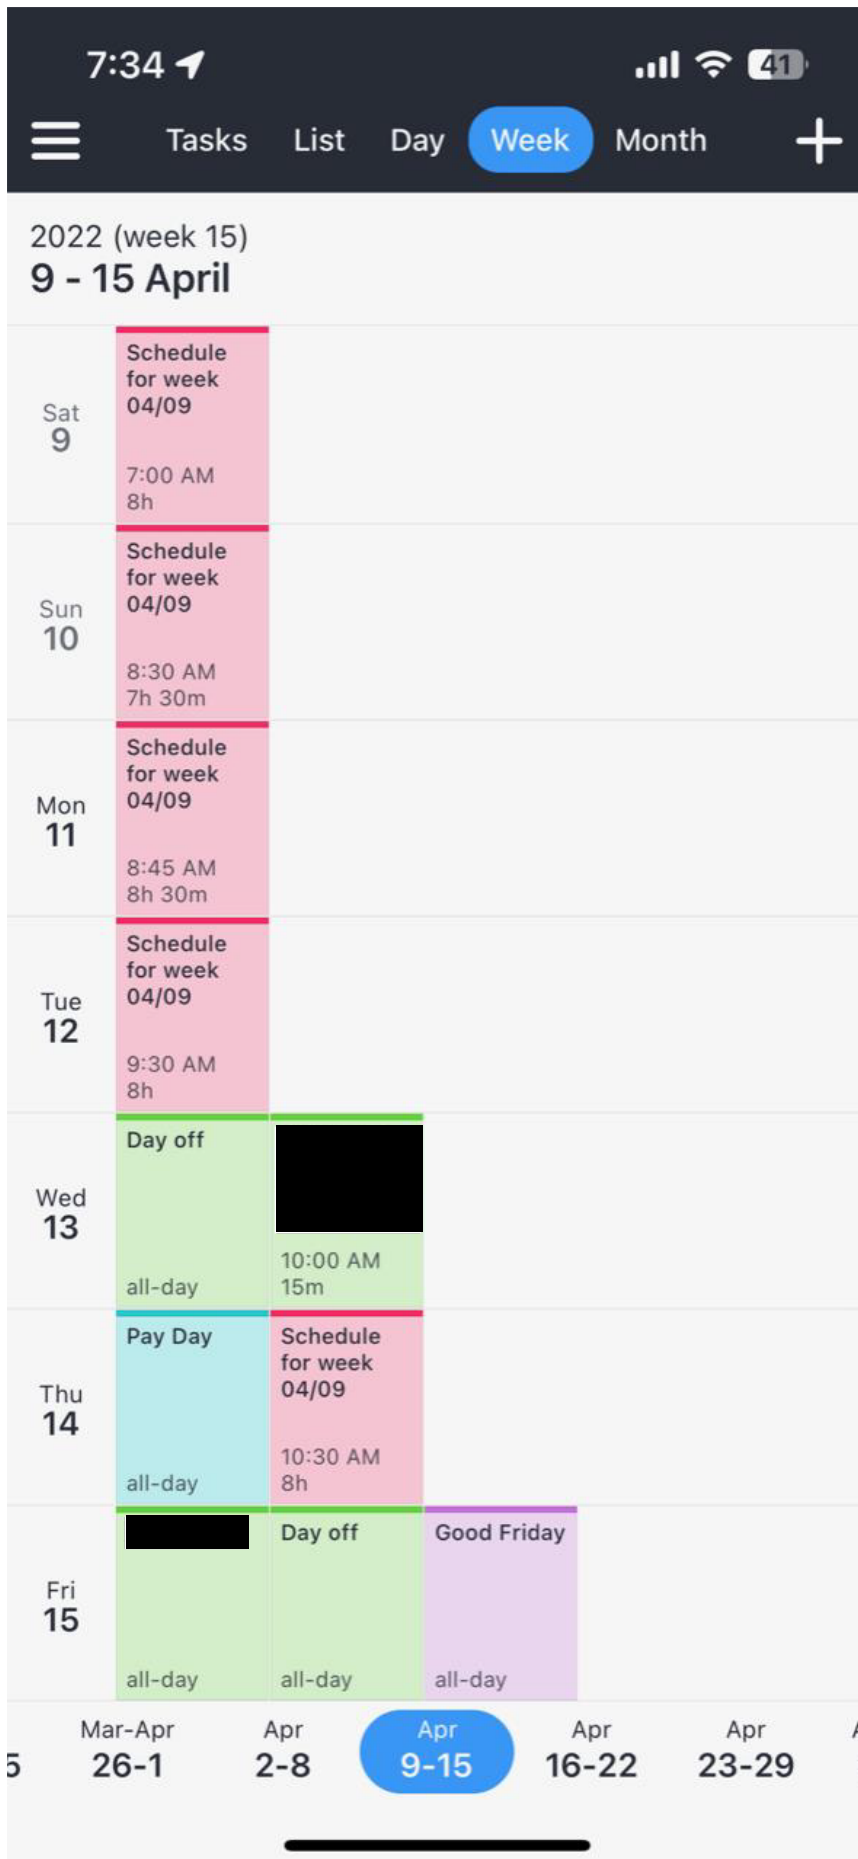 7:34
41
Tasks List Day Week Month
2022 (week 15)
9 - 15 April
Sat
9
Schedule
for week
04/09
7:00 AM
8h
Sun
10
Schedule
for week
04/09
8:30 AM
7h 30m
Mon
11
Schedule
for week
04/09
8:45 AM
8h 30m
Tue
12
Schedule
for week
04/09
9:30 AM
8h
Wed
13
Day off
all-day
10:00 AM
15m
Thu
14
Pay Day
all-day
Schedule
for week
04/09
10:30 AM
8h
Fri
15
all-day
Day off
all-day
Good Friday
all-day
Mar-Apr Apr Apr Apr Apr
26-1 2-8 9-15 16-22 23-29